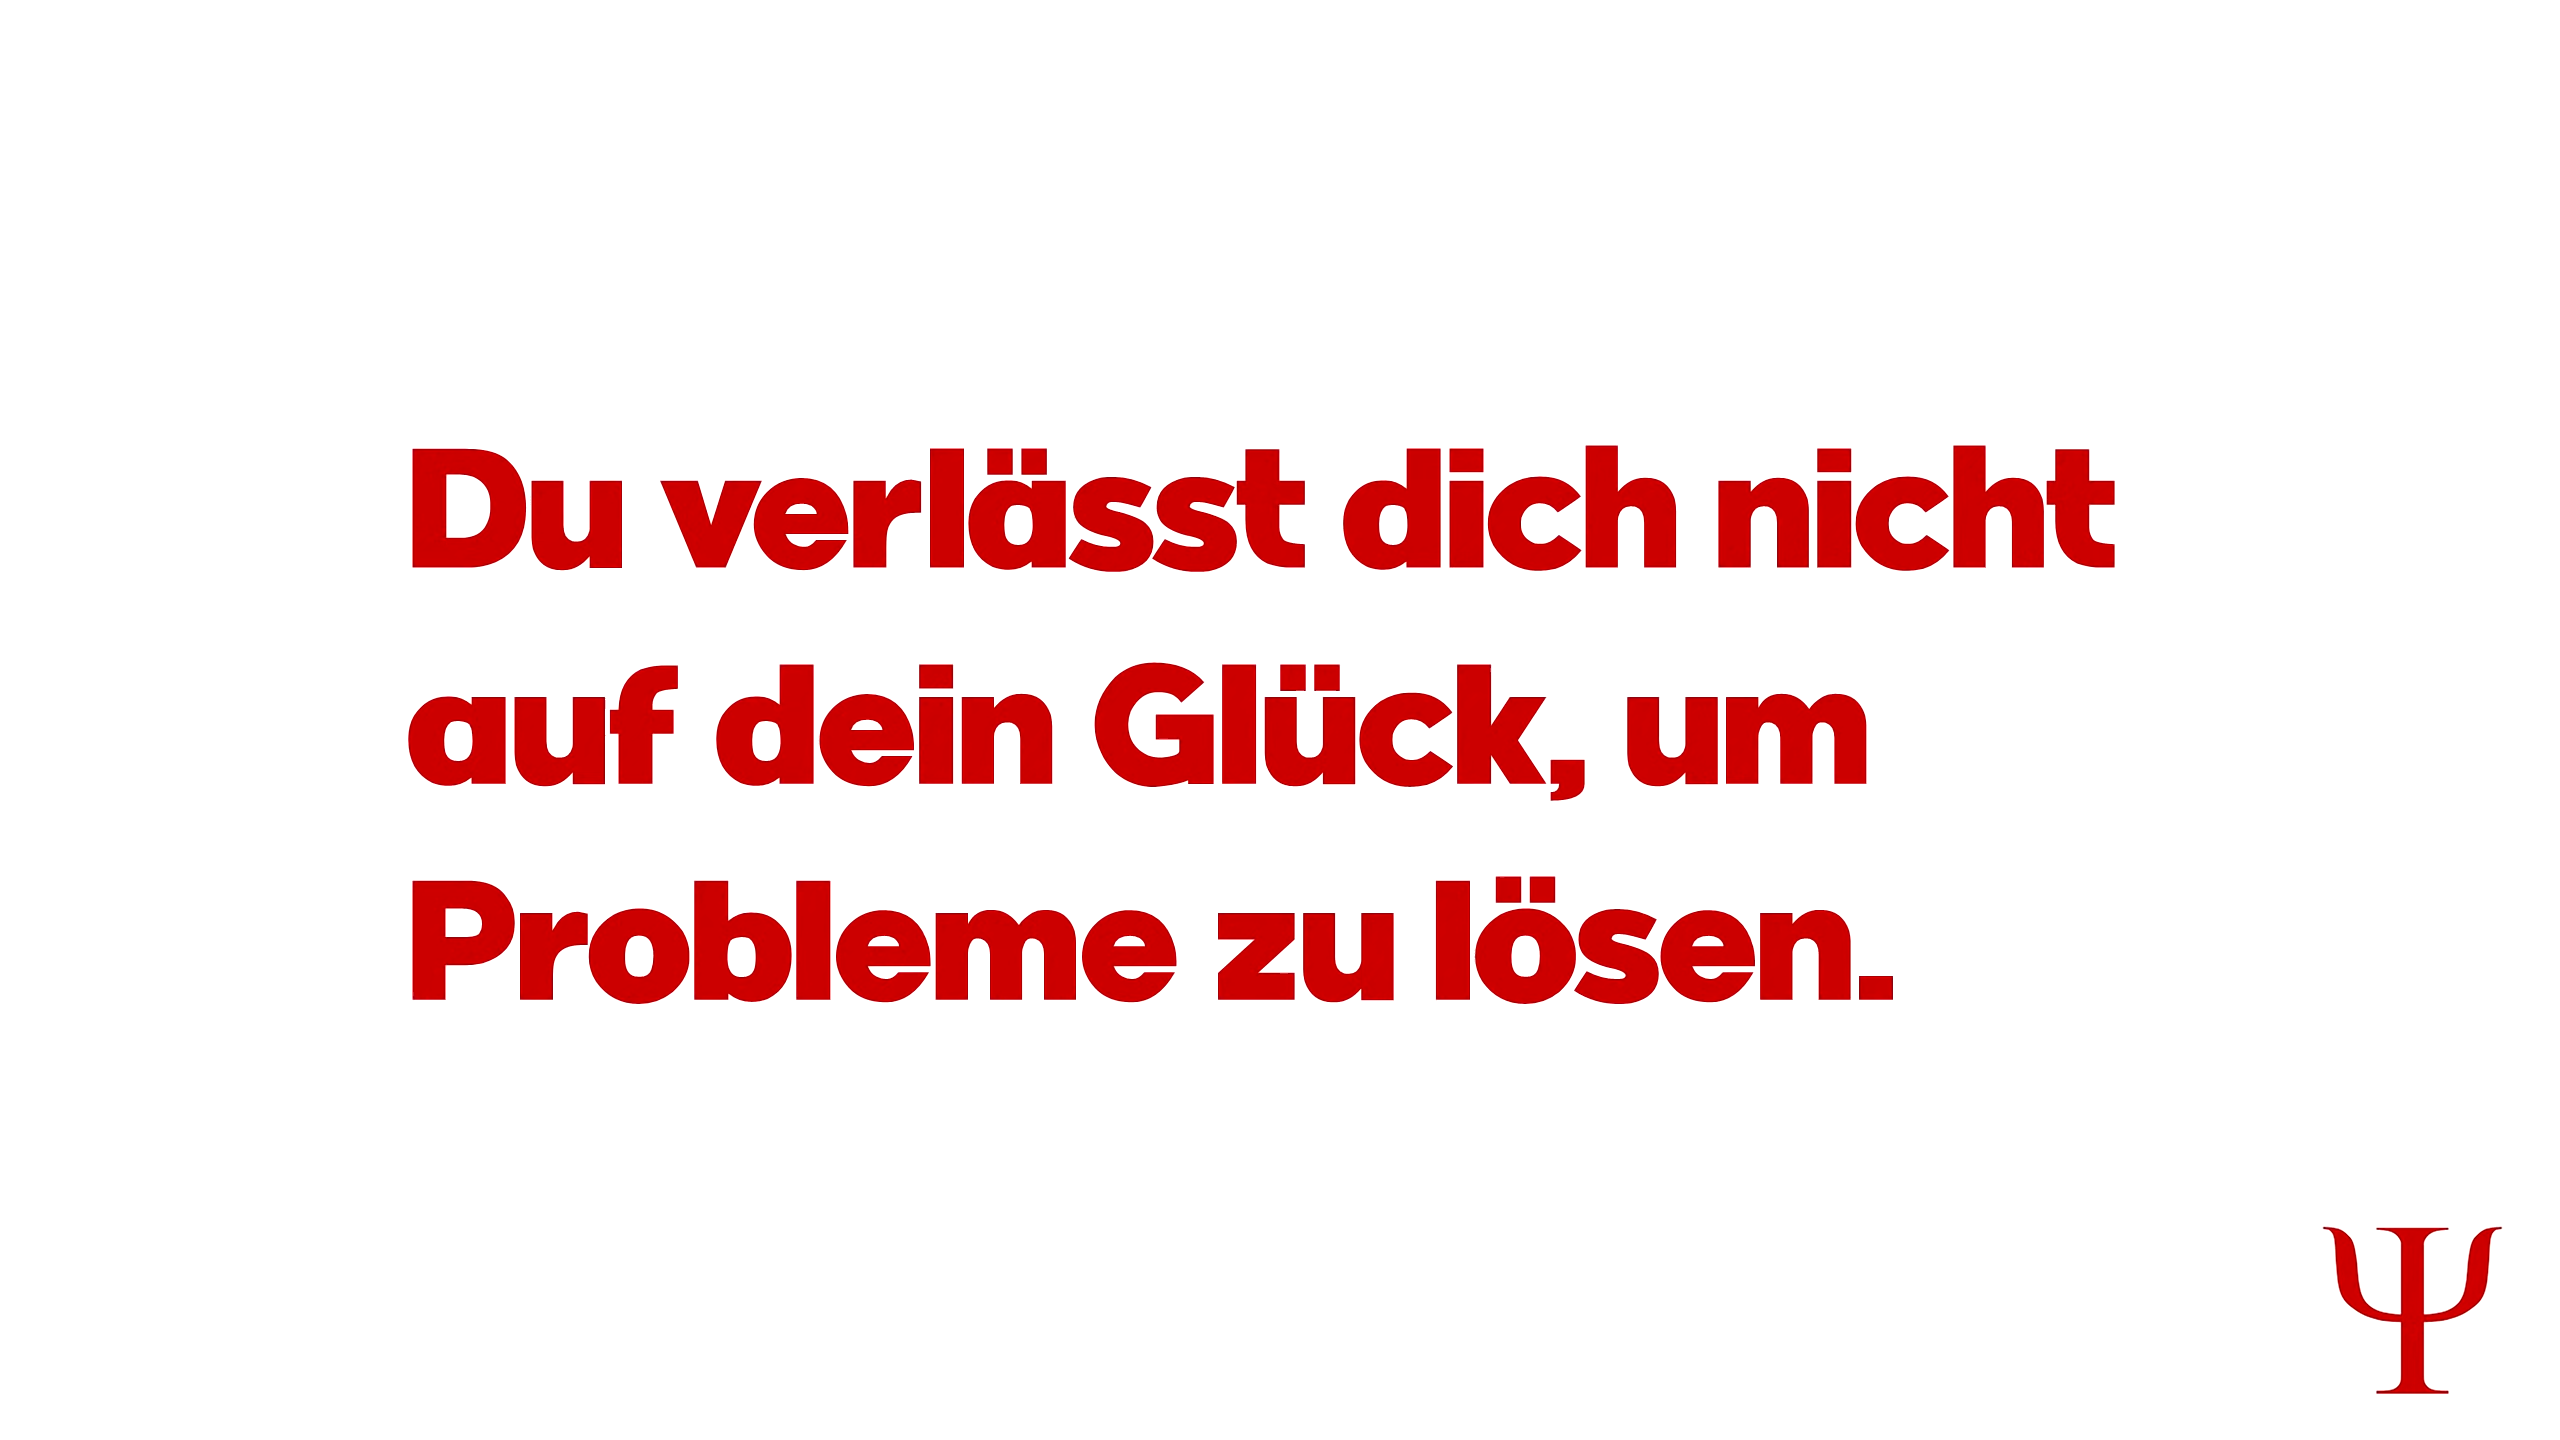 Du verlässt dich nicht
auf dein Glück, um
Probleme zu lösen.
Ψ